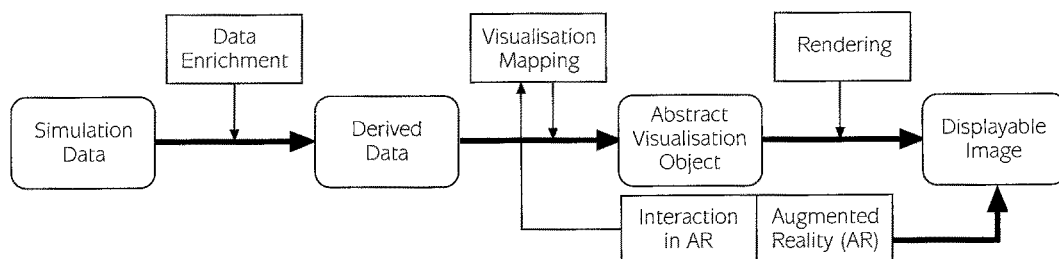 Data
Enrichment
Visualisation
Mapping
Rendering
Simulation
Data
Derived
Data
Abstract
Visualisation
Object
Displayable
Image
Interaction
in AR
Augmented
Reality (AR)